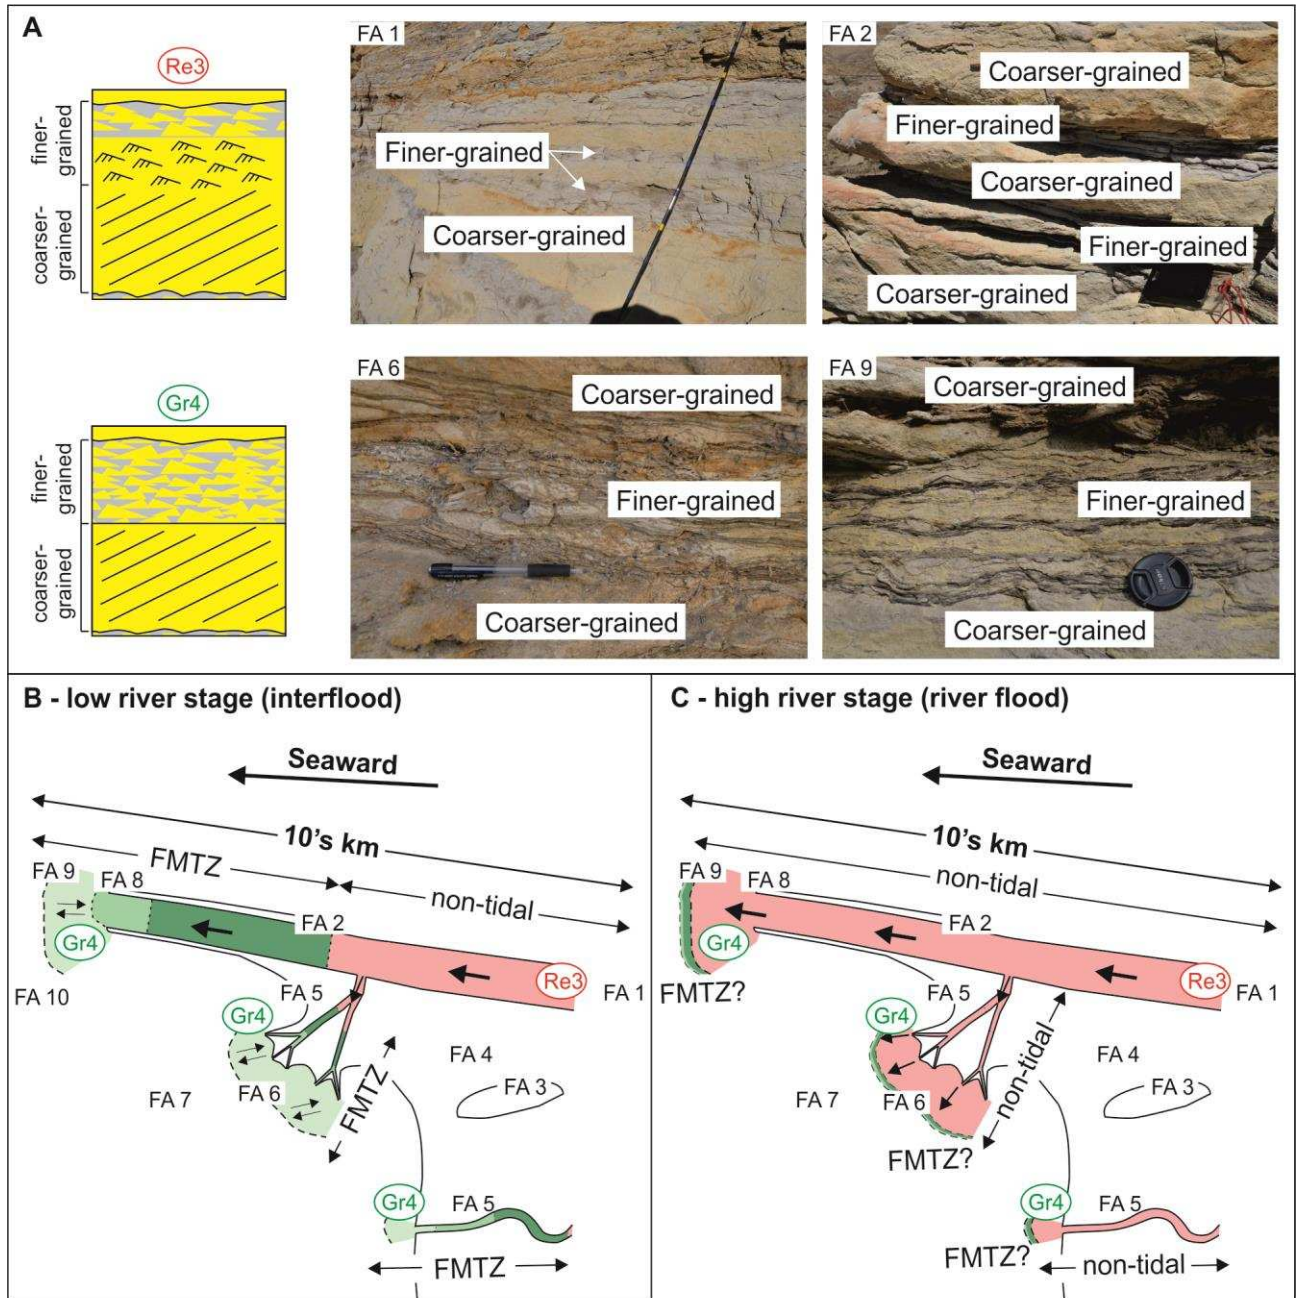 A
Re3
finer-
grained
coarser-
grained
FA 1
Finer-grained
Coarser-grained
FA 2
Coarser-grained
Finer-grained
Coarser-grained
Finer-grained
Coarser-grained
Gr4
finer-
grained
coarser-
grained
FA 6
Coarser-grained
Finer-grained
Coarser-grained
FA 9
Coarser-grained
Finer-grained
Coarser-grained
B - low river stage (interflood)
Seaward
10's km
FMTZ
non-tidal
FA 9
FA 8
FA 2
Gr4
Re3
FA 10
FA 5
FA 1
Gr4
FA 4
FA 3
FA 7
FA 6
FMTZ
Gr4
FA 5
FMTZ
C - high river stage (river flood)
Seaward
10's km
non-tidal
FA 9
FA 8
FA 2
Gr4
Re3
FMTZ?
FA 5
FA 1
Gr4
FA 4
FA 3
FA 7
FA 6
non-tidal
FMTZ?
Gr4
FA 5
FMTZ?
non-tidal